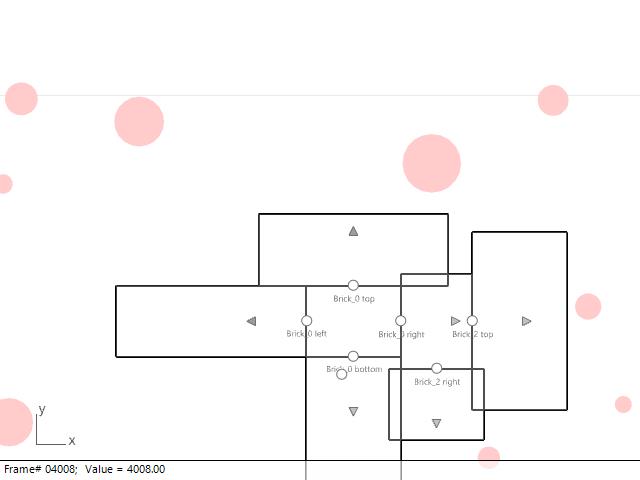 Brick_0 top
Brick_0 left
Brick_0 right
Brick_2 top
Brick_0 bottom
Brick_2 right
y
x
Frame# 04008; Value = 4008.00